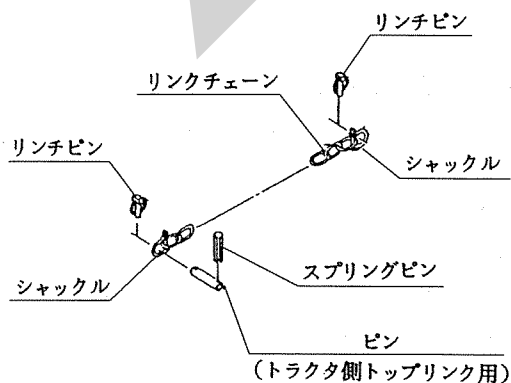 リンチピン
リンクチェーン
リンチピン
シャックル
スプリングピン
シャックル
ピン
(トラクタ側トップリンク用)